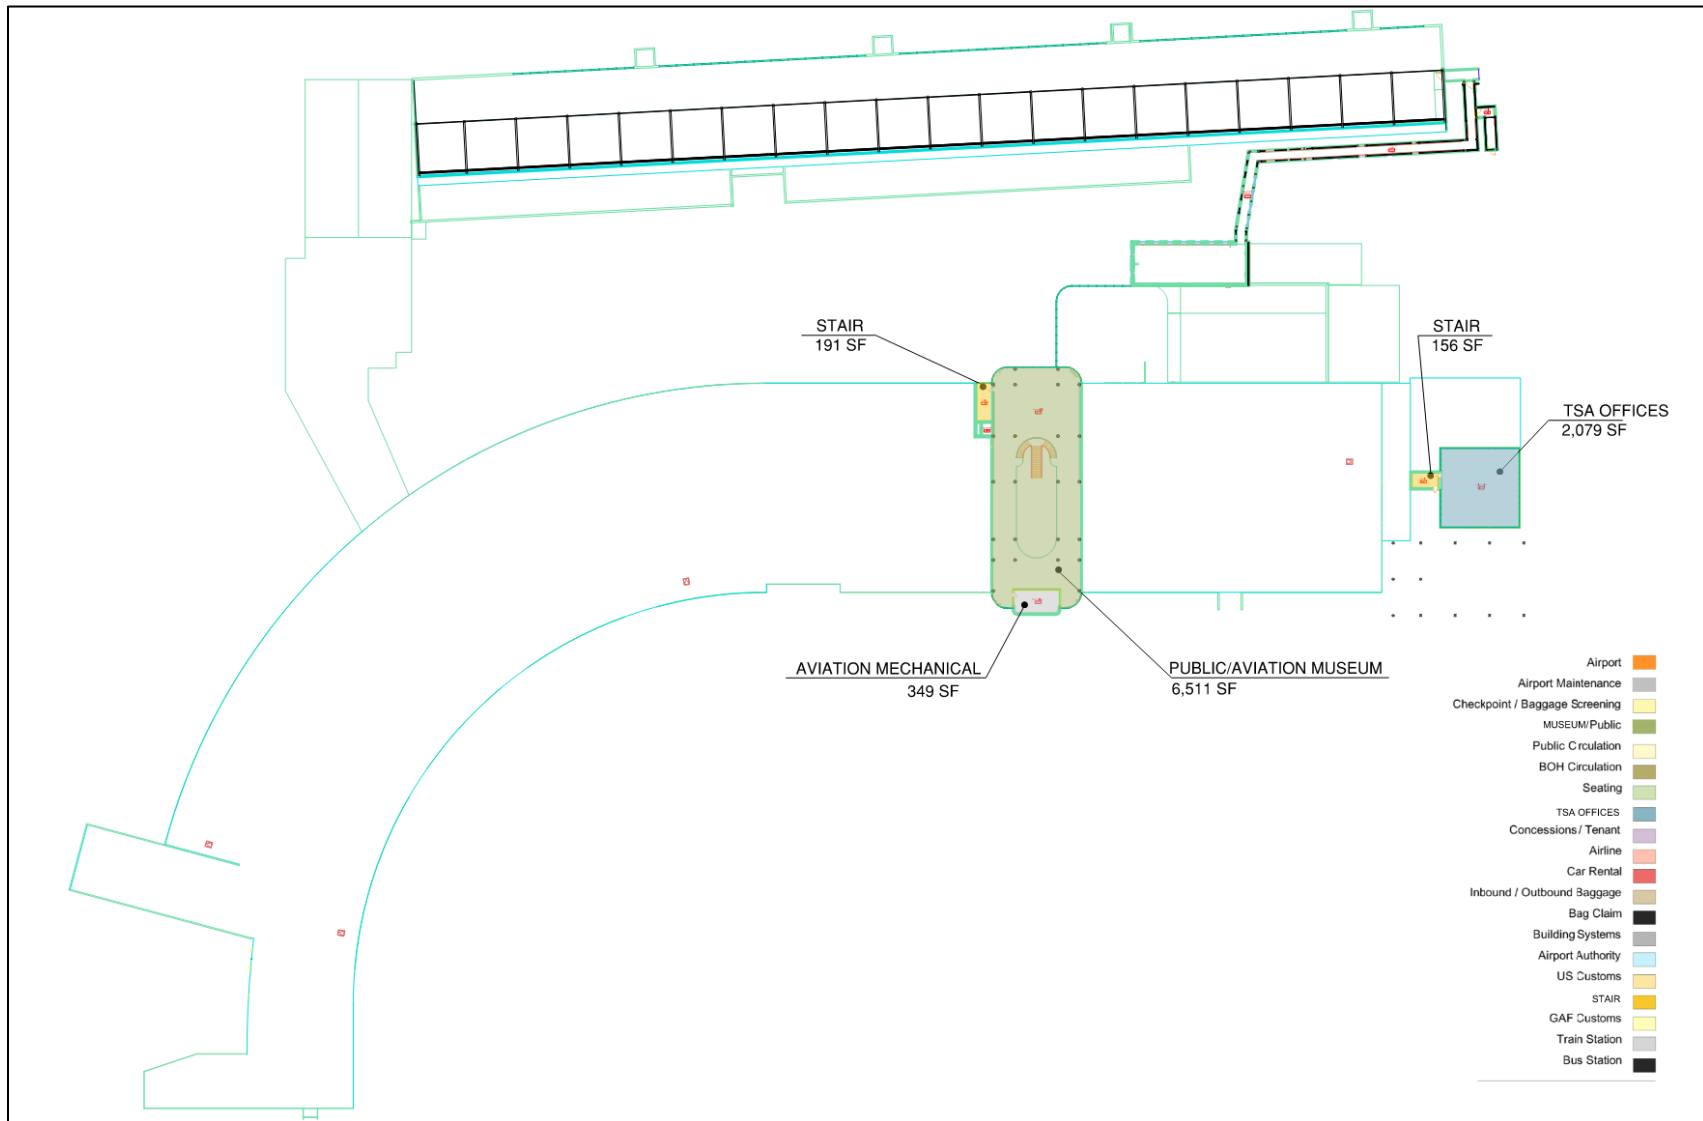 STAIR
191 SF
STAIR
156 SF
TSA OFFICES
2,079 SF
AVIATION MECHANICAL
349 SF
PUBLIC/AVIATION MUSEUM
6,511 SF
Airport
Airport Maintenance
Checkpoint / Baggage Screening
MUSEUM/Public
Public Circulation
BOH Circulation
Seating
TSA OFFICES
Concessions / Tenant
Airline
Car Rental
Inbound / Outbound Baggage
Bag Claim
Building Systems
Airport Authority
US Customs
STAIR
GAF Customs
Train Station
Bus Station